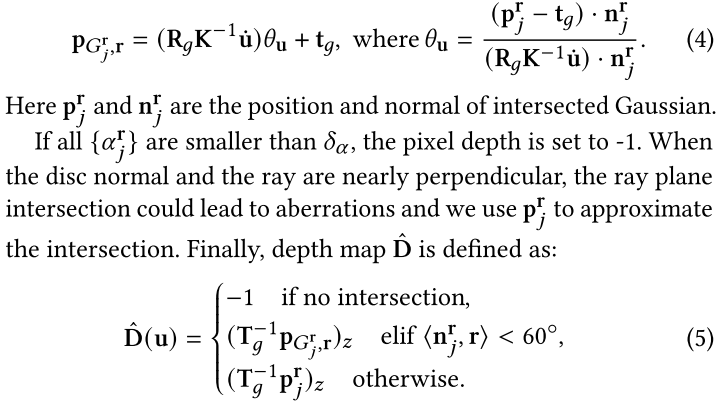 $$\mathbf{p}_{G_j^{\mathbf{r}},\mathbf{r}} = (\mathbf{R}_g\mathbf{K}^{-1}\dot{\mathbf{u}})\theta_{\mathbf{u}} + \mathbf{t}_g, \text{ where } \theta_{\mathbf{u}} = \frac{(\mathbf{p}_j^{\mathbf{r}} - \mathbf{t}_g) \cdot \mathbf{n}_j^{\mathbf{r}}}{(\mathbf{R}_g\mathbf{K}^{-1}\dot{\mathbf{u}}) \cdot \mathbf{n}_j^{\mathbf{r}}}. \quad (4)$$
Here $\mathbf{p}_j^{\mathbf{r}}$ and $\mathbf{n}_j^{\mathbf{r}}$ are the position and normal of intersected Gaussian.
If all $\{\alpha_j^{\mathbf{r}}\}$ are smaller than $\delta_\alpha$, the pixel depth is set to -1. When
the disc normal and the ray are nearly perpendicular, the ray plane
intersection could lead to aberrations and we use $\mathbf{p}_j^{\mathbf{r}}$ to approximate
the intersection. Finally, depth map $\hat{\mathbf{D}}$ is defined as:
$$\hat{\mathbf{D}}(\mathbf{u}) = \begin{cases} -1 \quad \text{if no intersection,} \\ (\mathbf{T}_g^{-1}\mathbf{p}_{G_j^{\mathbf{r}},\mathbf{r}})_z \quad \text{elif } \langle \mathbf{n}_j^{\mathbf{r}}, \mathbf{r} \rangle < 60^\circ, \\ (\mathbf{T}_g^{-1}\mathbf{p}_j^{\mathbf{r}})_z \quad \text{otherwise.} \end{cases} \quad (5)$$